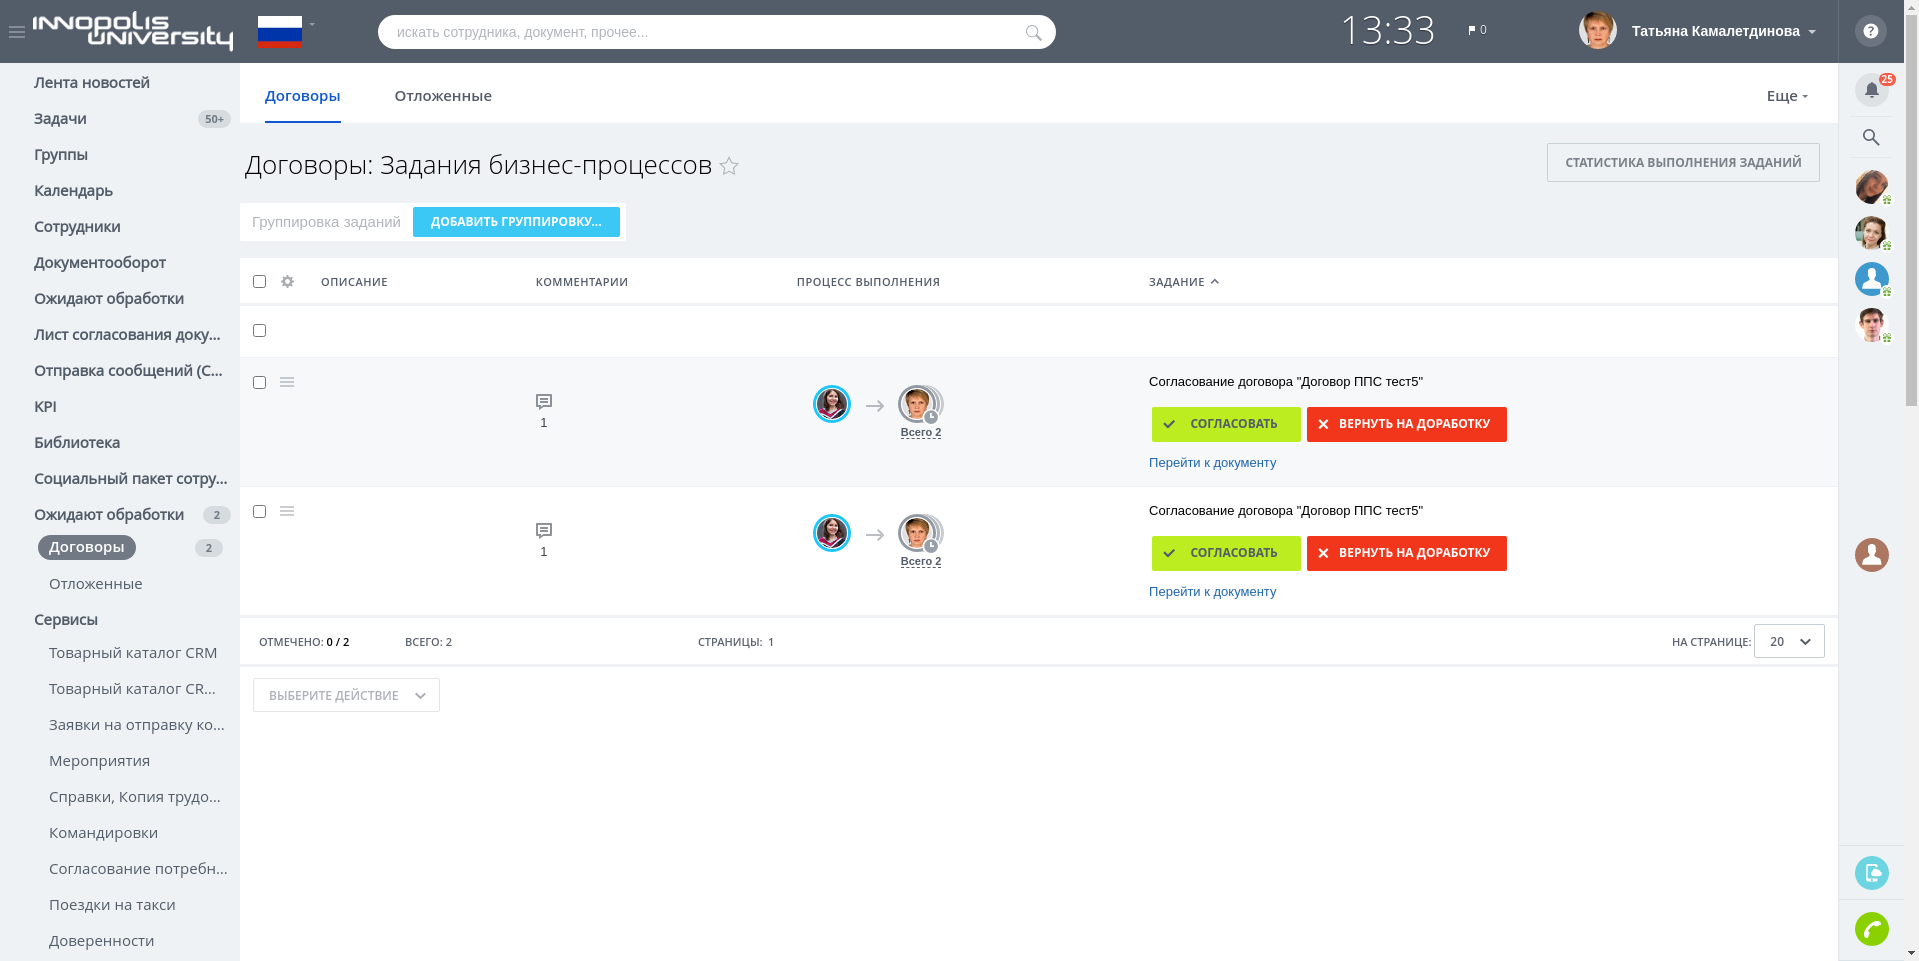 INNOPOLIS
UNIVERSITY
искать сотрудника, документ, прочее...
13:33
0
Татьяна Камалетдинова
?
25
Лента новостей
Задачи 50+
Группы
Календарь
Сотрудники
Документооборот
Ожидают обработки
Лист согласования доку...
Отправка сообщений (С...
KPI
Библиотека
Социальный пакет сотру...
Ожидают обработки 2
Договоры 2
Отложенные
Сервисы
Товарный каталог CRM
Товарный каталог CR...
Заявки на отправку ко...
Мероприятия
Справки, Копия трудо...
Командировки
Согласование потребн...
Поездки на такси
Доверенности
Договоры Отложенные Еще
Договоры: Задания бизнес-процессов
СТАТИСТИКА ВЫПОЛНЕНИЯ ЗАДАНИЙ
Группировка заданий ДОБАВИТЬ ГРУППИРОВКУ...
ОПИСАНИЕ КОММЕНТАРИИ ПРОЦЕСС ВЫПОЛНЕНИЯ ЗАДАНИЕ
Согласование договора "Договор ППС тест5"
1
Всего 2
СОГЛАСОВАТЬ ВЕРНУТЬ НА ДОРАБОТКУ
Перейти к документу
Согласование договора "Договор ППС тест5"
1
Всего 2
СОГЛАСОВАТЬ ВЕРНУТЬ НА ДОРАБОТКУ
Перейти к документу
ОТМЕЧЕНО: 0 / 2 ВСЕГО: 2 СТРАНИЦЫ: 1 НА СТРАНИЦЕ: 20
ВЫБЕРИТЕ ДЕЙСТВИЕ